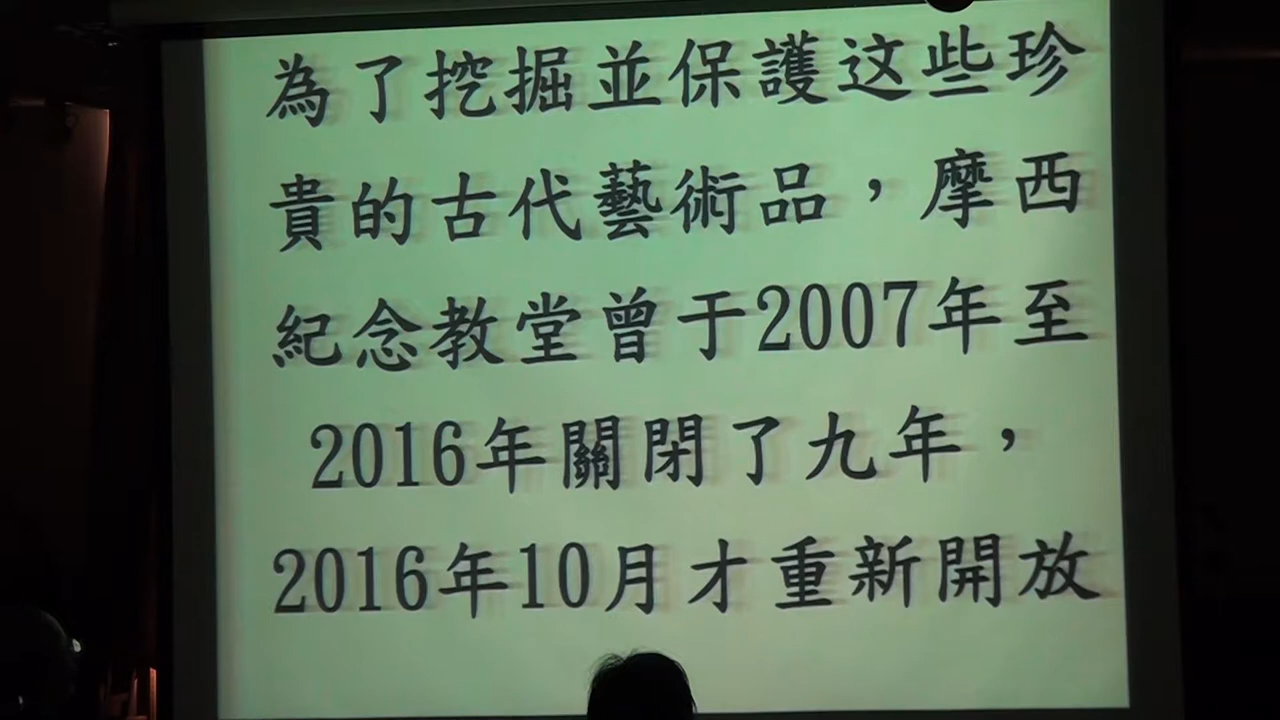 為了挖掘並保護这些珍
貴的古代藝術品，摩西
紀念教堂曾于2007年至
2016年關閉了九年，
2016年10月才重新開放